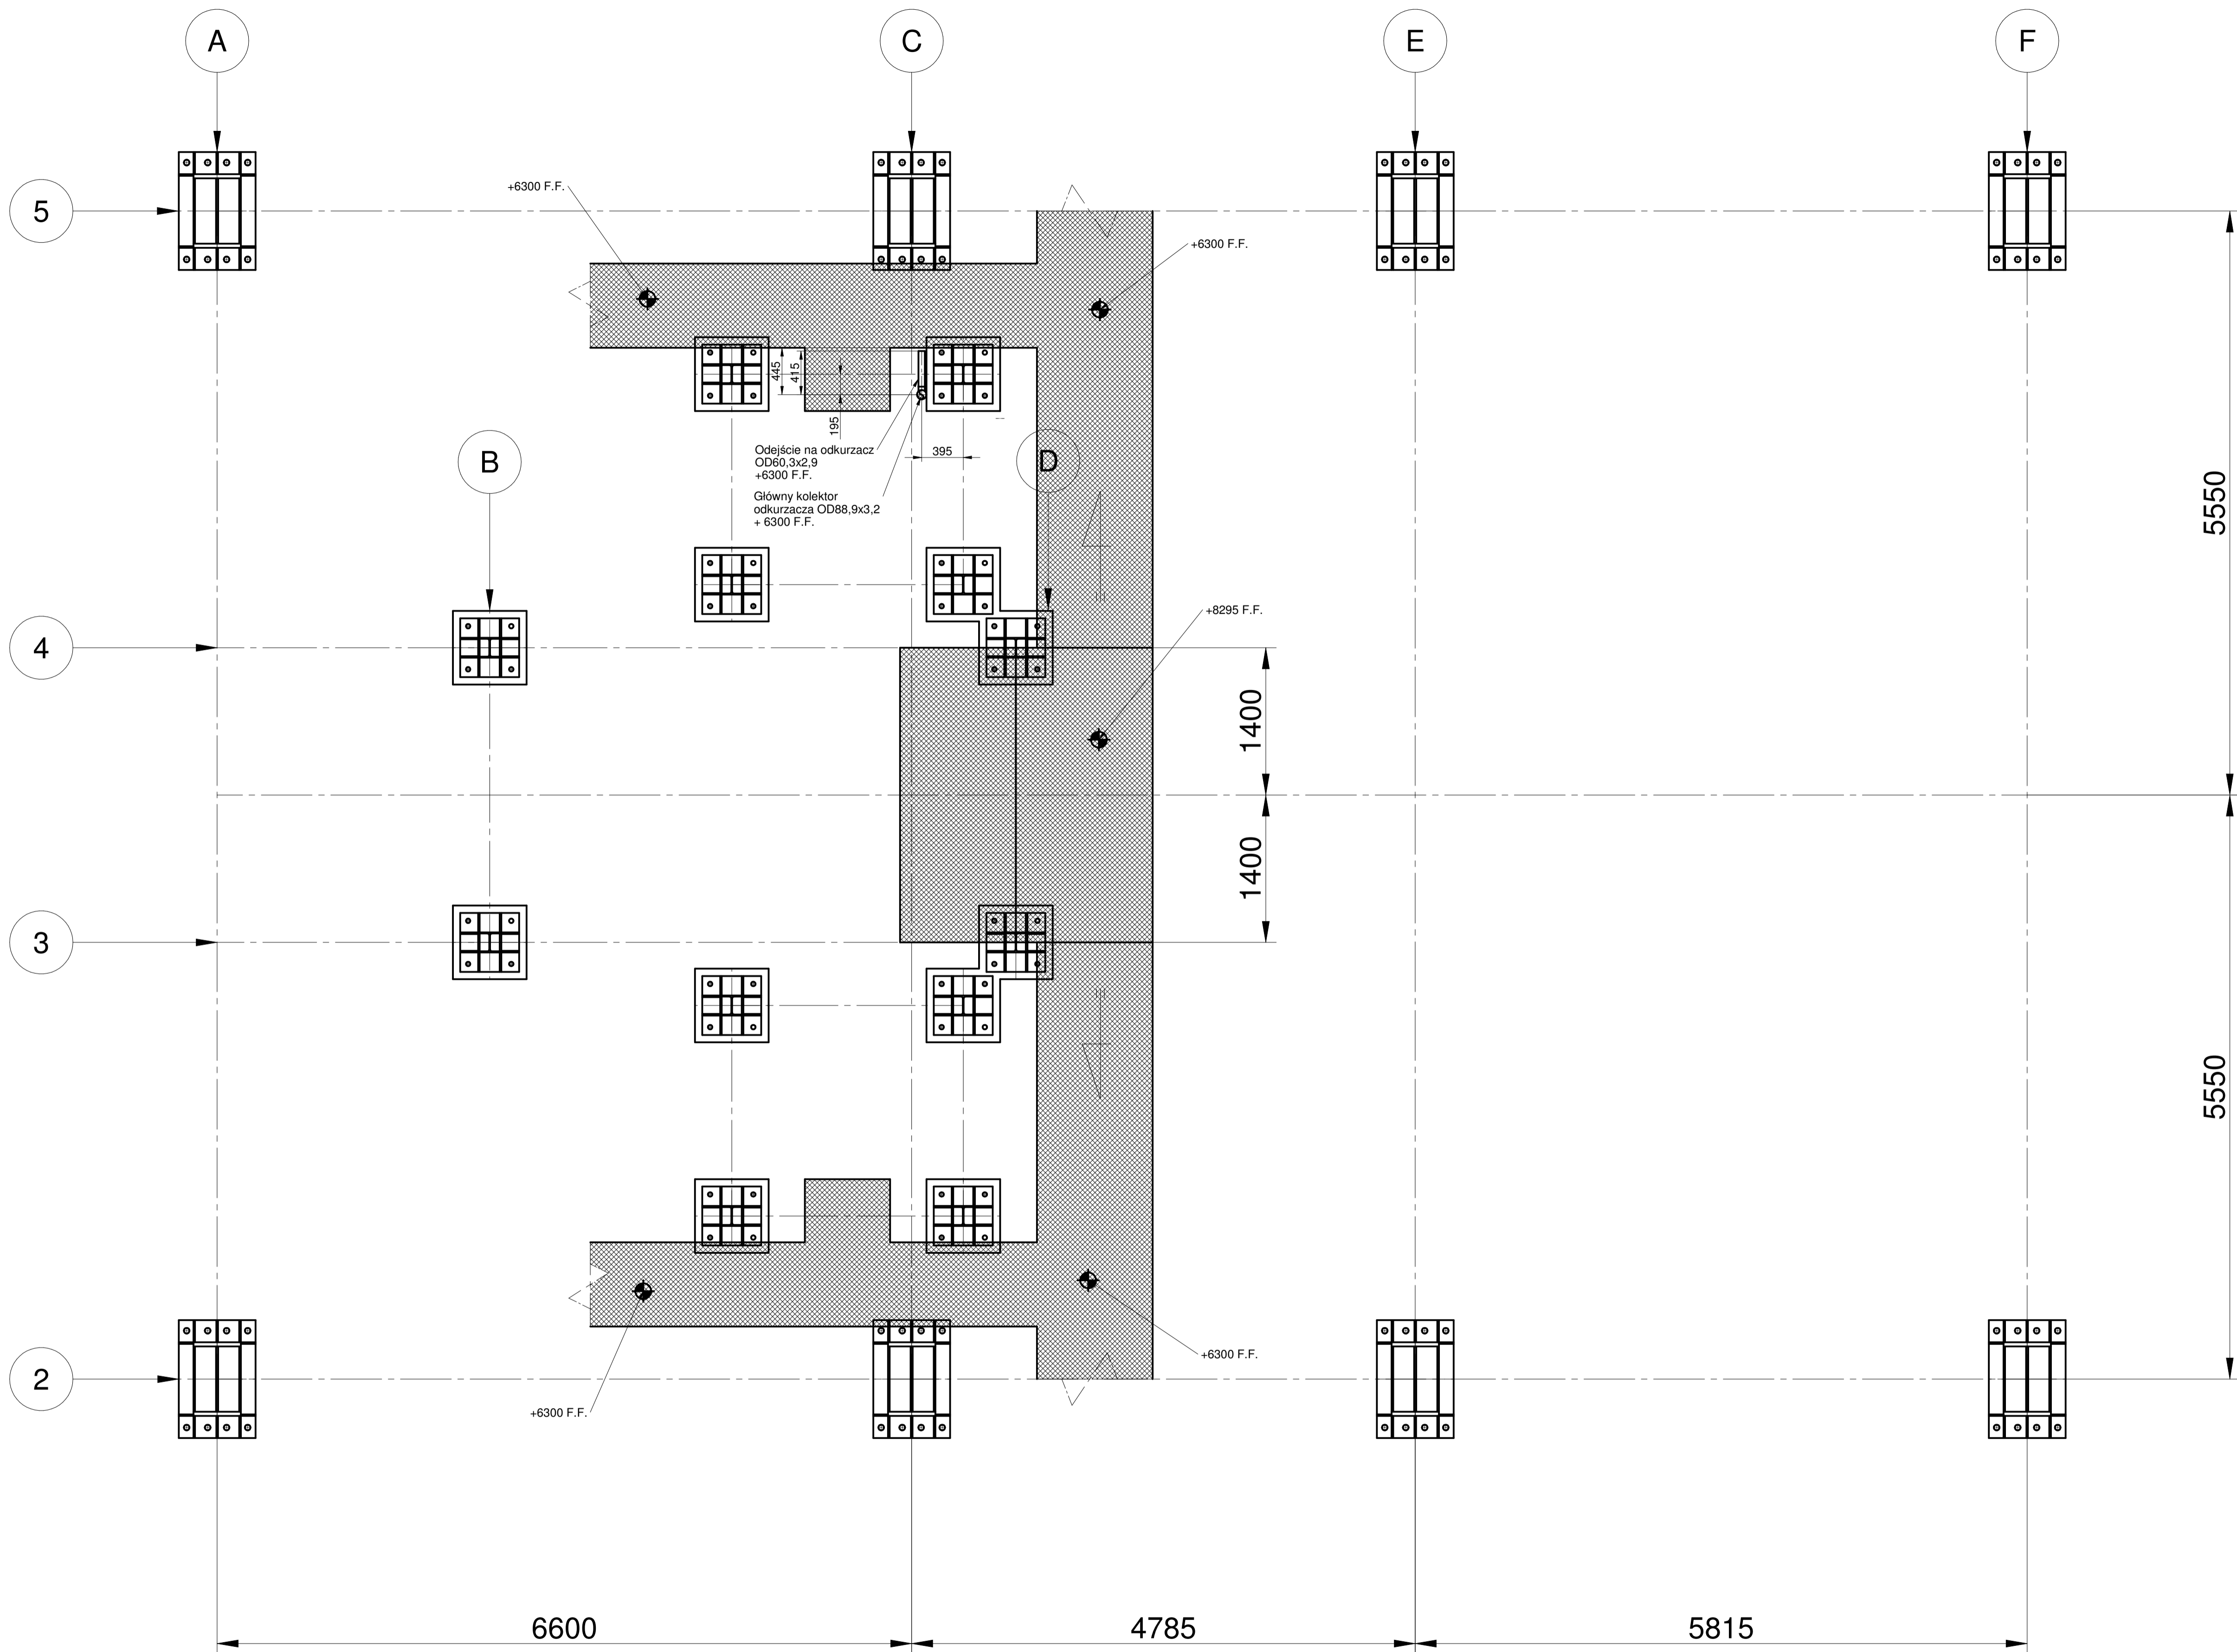 A
C
E
F
5
+6300 F.F.
+6300 F.F.
445
415
195
395
Odejście na odkurzacz
OD60,3x2,9
+6300 F.F.
Główny kolektor
odkurzacza OD88,9x3,2
+ 6300 F.F.
B
D
5550
+8295 F.F.
4
1400
1400
3
5550
+6300 F.F.
2
+6300 F.F.
6600
4785
5815